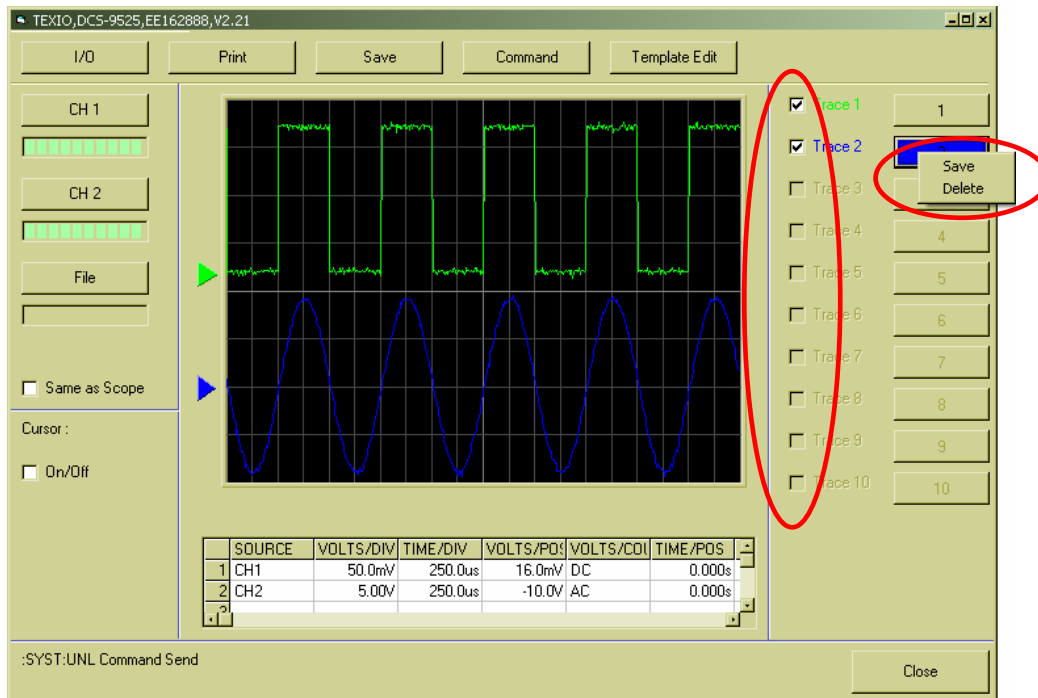 TEXIO,DCS-9525,EE162888,V2.21
I/O Print Save Command Template Edit
CH 1
CH 2
File
Same as Scope
Cursor :
On/Off
Trace 1 1
Trace 2
Save
Delete
Trace 3
Trace 4 4
Trace 5 5
Trace 6 6
Trace 7 7
Trace 8 8
Trace 9 9
Trace 10 10
SOURCE VOLTS/DIV TIME/DIV VOLTS/POS VOLTS/COU TIME/POS
1 CH1 50.0mV 250.0us 16.0mV DC 0.000s
2 CH2 5.00V 250.0us -10.0V AC 0.000s
:SYST:UNL Command Send
Close